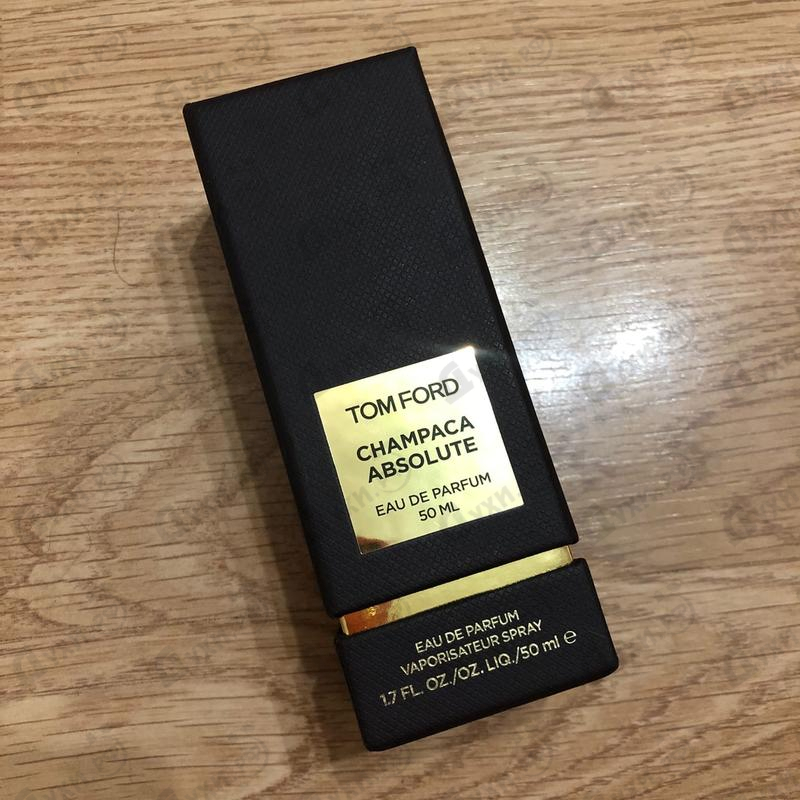 TOM FORD
CHAMPACA
ABSOLUTE
EAU DE PARFUM
50 ML
EAU DE PARFUM
VAPORISATEUR SPRAY
1.7 FL. OZ./OZ. LIQ./50 ml ℮